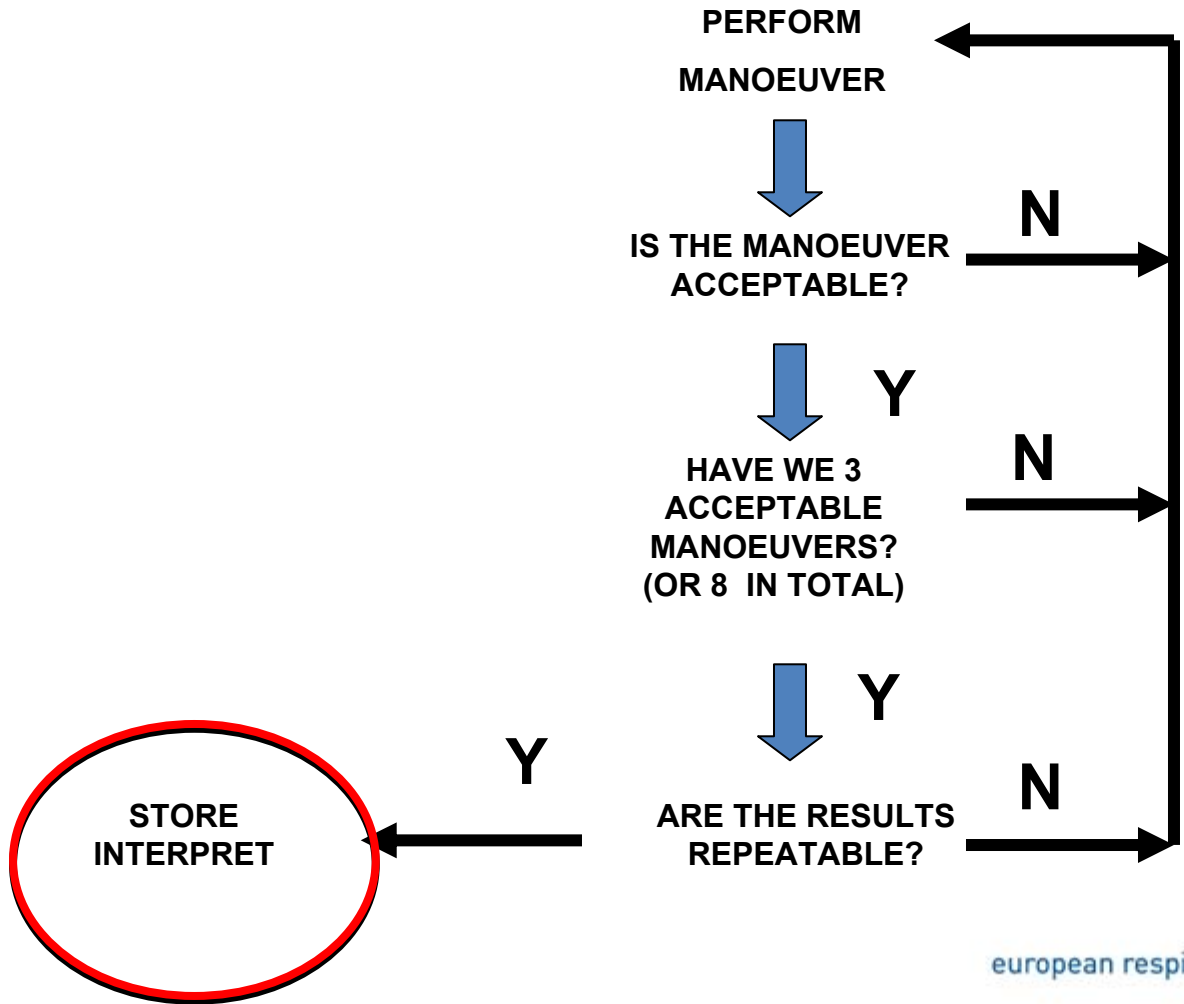 PERFORM
MANOEUVER
N
IS THE MANOEUVER
ACCEPTABLE?
Y
N
HAVE WE 3
ACCEPTABLE
MANOEUVERS?
(OR 8 IN TOTAL)
Y
Y
N
STORE
INTERPRET
ARE THE RESULTS
REPEATABLE?
european